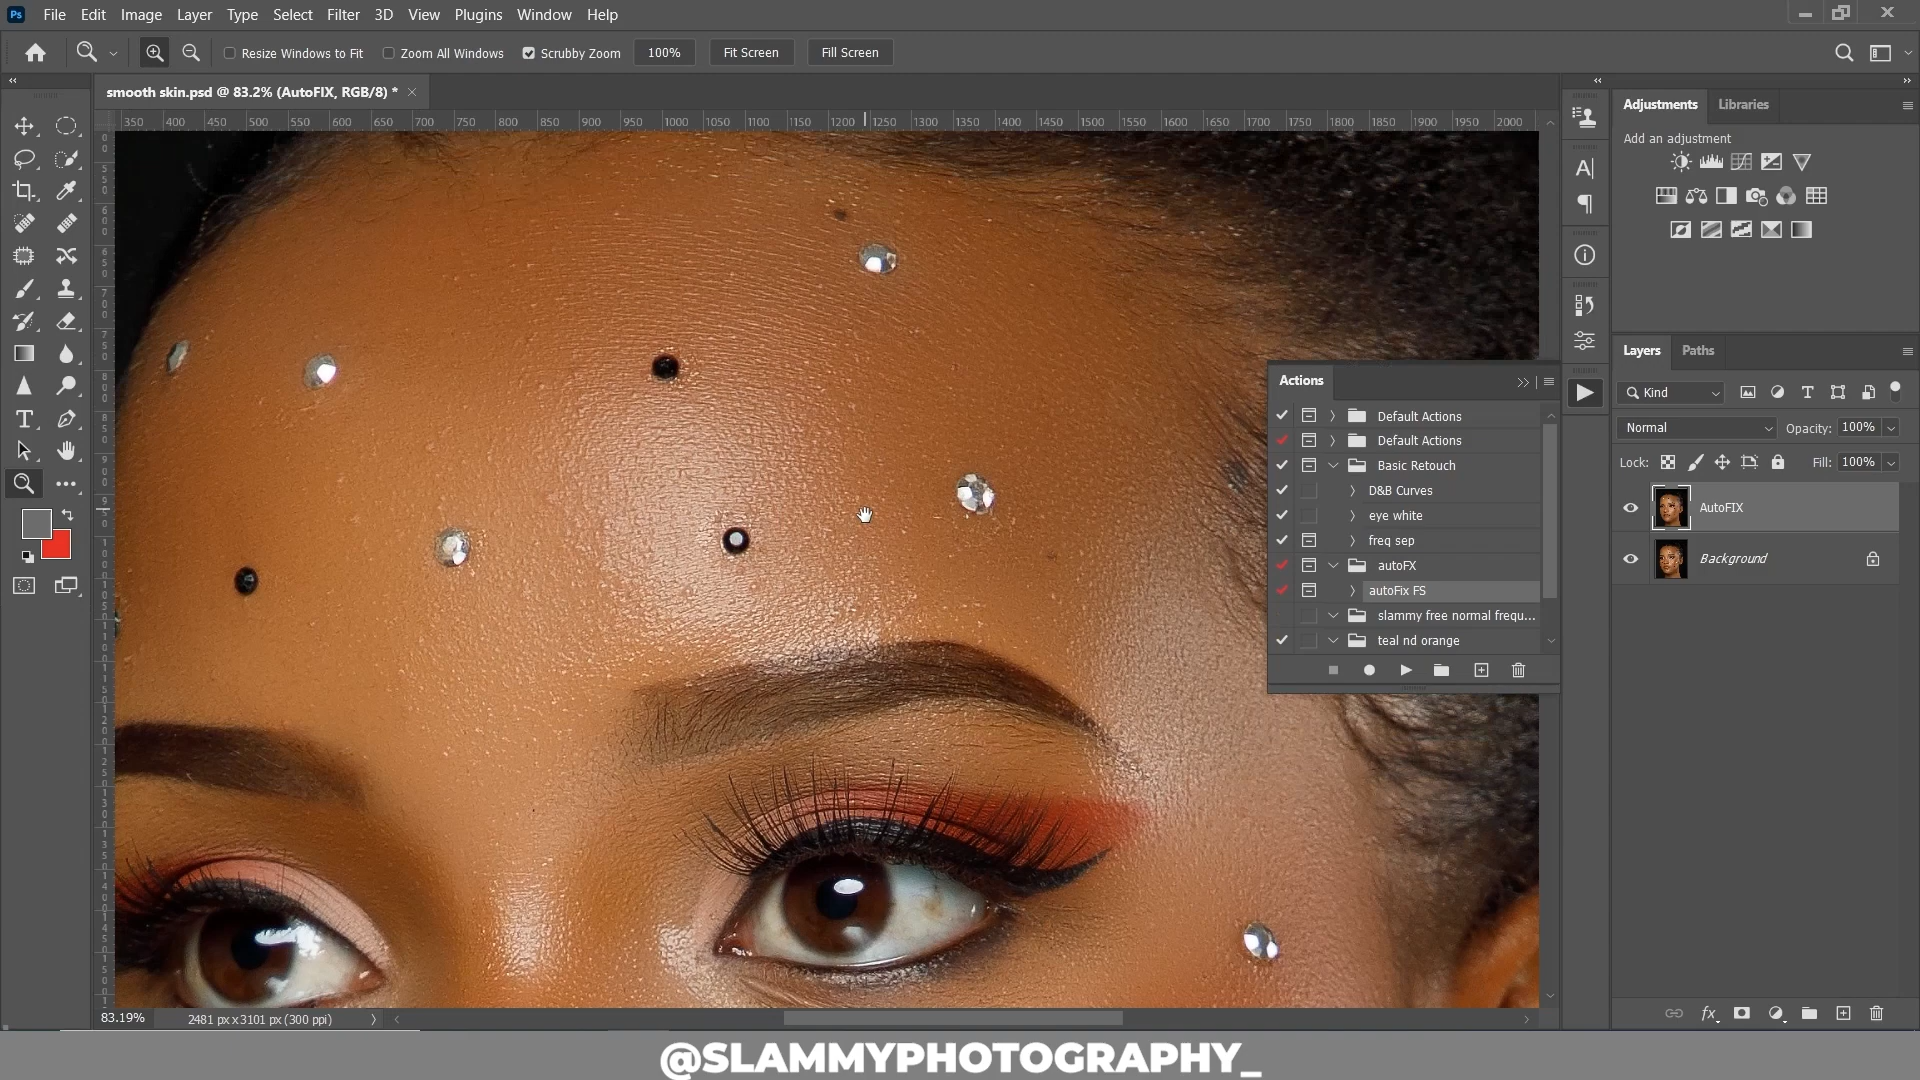 Ps File Edit Image Layer Type Select Filter 3D View Plugins Window Help
Resize Windows to Fit Zoom All Windows Scrubby Zoom 100% Fit Screen Fill Screen
smooth skin.psd @ 83.2% (AutoFIX, RGB/8) *
350 400 450 500 550 600 650 700 750 800 850 900 950 1000 1050 1100 1150 1200 1250 1300 1350 1400 1450 1500 1550 1600 1650 1700 1750 1800 1850 1900 1950 2000
Adjustments Libraries
Add an adjustment
Actions
Default Actions
Default Actions
Basic Retouch
D&B Curves
eye white
freq sep
autoFX
autoFix FS
slammy free normal frequ...
teal nd orange
Layers Paths
Kind
Normal Opacity: 100%
Lock: Fill: 100%
AutoFIX
Background
fx
83.19% 2481 px x 3101 px (300 ppi)
@SLAMMYPHOTOGRAPHY_